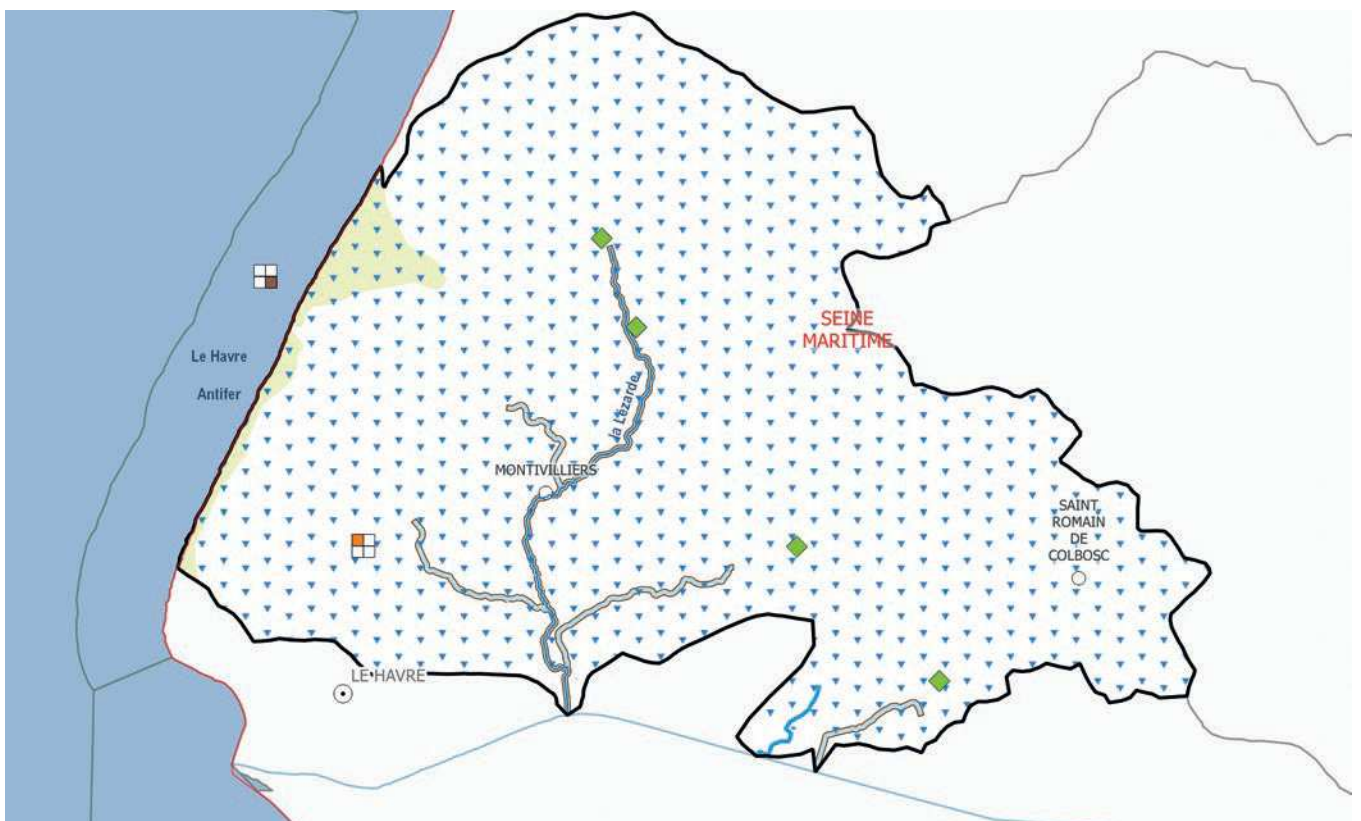 SEINE
MARITIME
Le Havre
Antifer
la Lézarde
MONTIVILLIERS
SAINT
ROMAIN
DE
COLBOSC
LE HAVRE